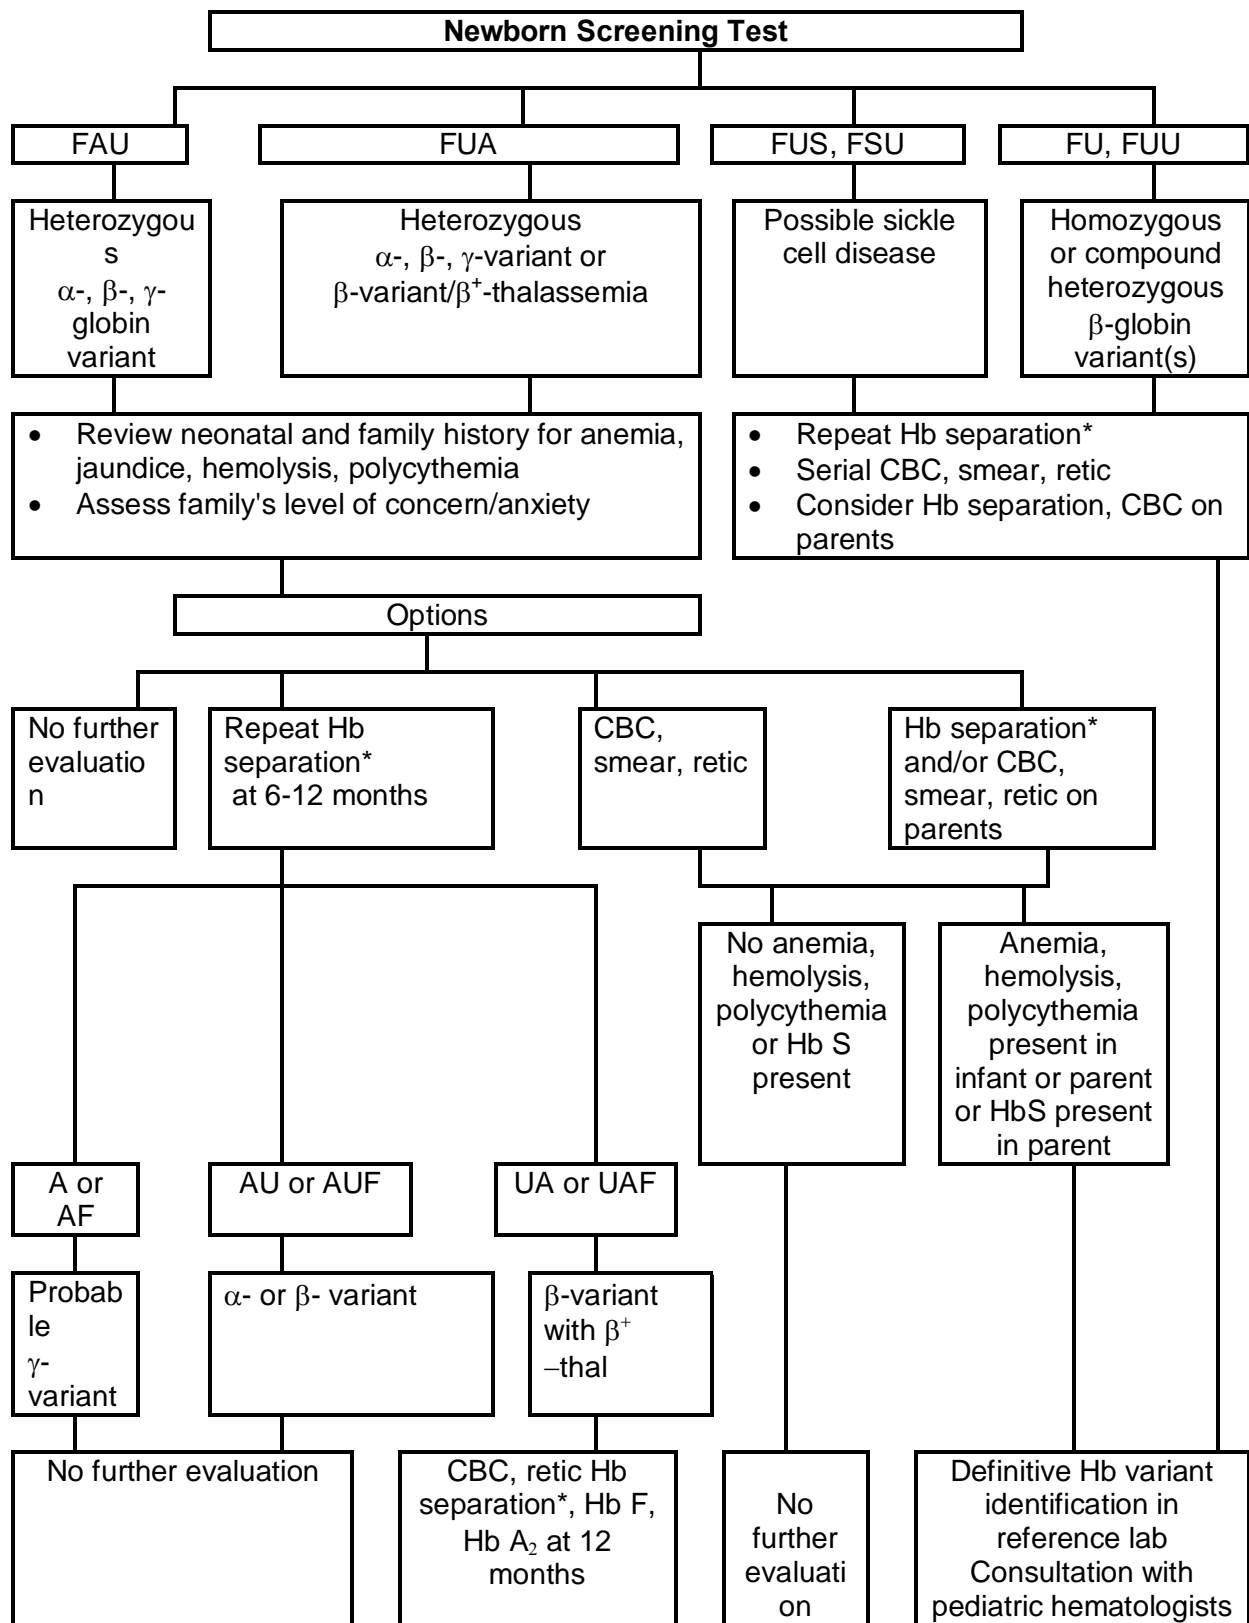 Newborn Screening Test
FAU
FUA
FUS, FSU
FU, FUU
Heterozygou
s
α-, β-, γ-
globin
variant
Heterozygous
α-, β-, γ-variant or
β-variant/β⁺-thalassemia
Possible sickle
cell disease
Homozygous
or compound
heterozygous
β-globin
variant(s)
• Review neonatal and family history for anemia,
jaundice, hemolysis, polycythemia
• Assess family's level of concern/anxiety
• Repeat Hb separation*
• Serial CBC, smear, retic
• Consider Hb separation, CBC on
parents
Options
No further
evaluatio
n
Repeat Hb
separation*
at 6-12 months
CBC,
smear, retic
Hb separation*
and/or CBC,
smear, retic on
parents
No anemia,
hemolysis,
polycythemia
or Hb S
present
Anemia,
hemolysis,
polycythemia
present in
infant or parent
or HbS present
in parent
A or
AF
AU or AUF
UA or UAF
Probab
le
γ-
variant
α- or β- variant
β-variant
with β⁺
–thal
No further evaluation
CBC, retic Hb
separation*, Hb F,
Hb A₂ at 12
months
No
further
evaluati
on
Definitive Hb variant
identification in
reference lab
Consultation with
pediatric hematologists